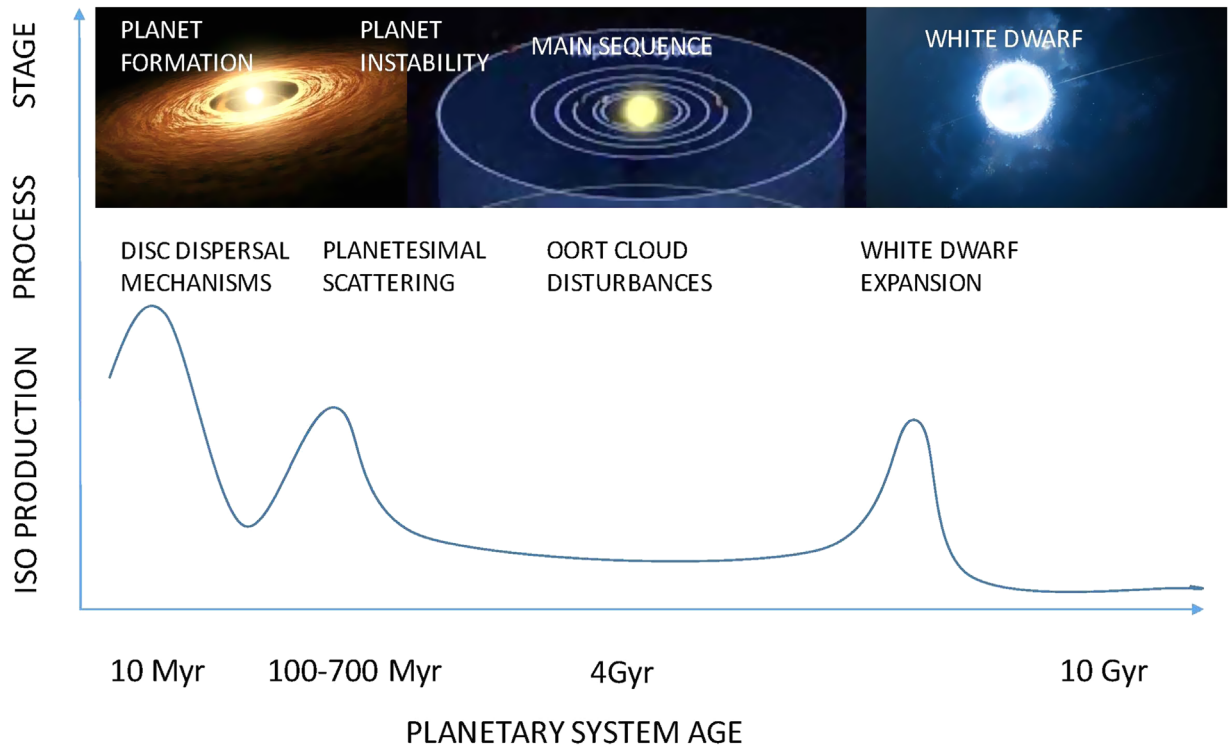 STAGE
PLANET
FORMATION
PLANET
INSTABILITY
MAIN SEQUENCE
WHITE DWARF
PROCESS
DISC DISPERSAL
MECHANISMS
PLANETESIMAL
SCATTERING
OORT CLOUD
DISTURBANCES
WHITE DWARF
EXPANSION
ISO PRODUCTION
10 Myr
100-700 Myr
4Gyr
10 Gyr
PLANETARY SYSTEM AGE